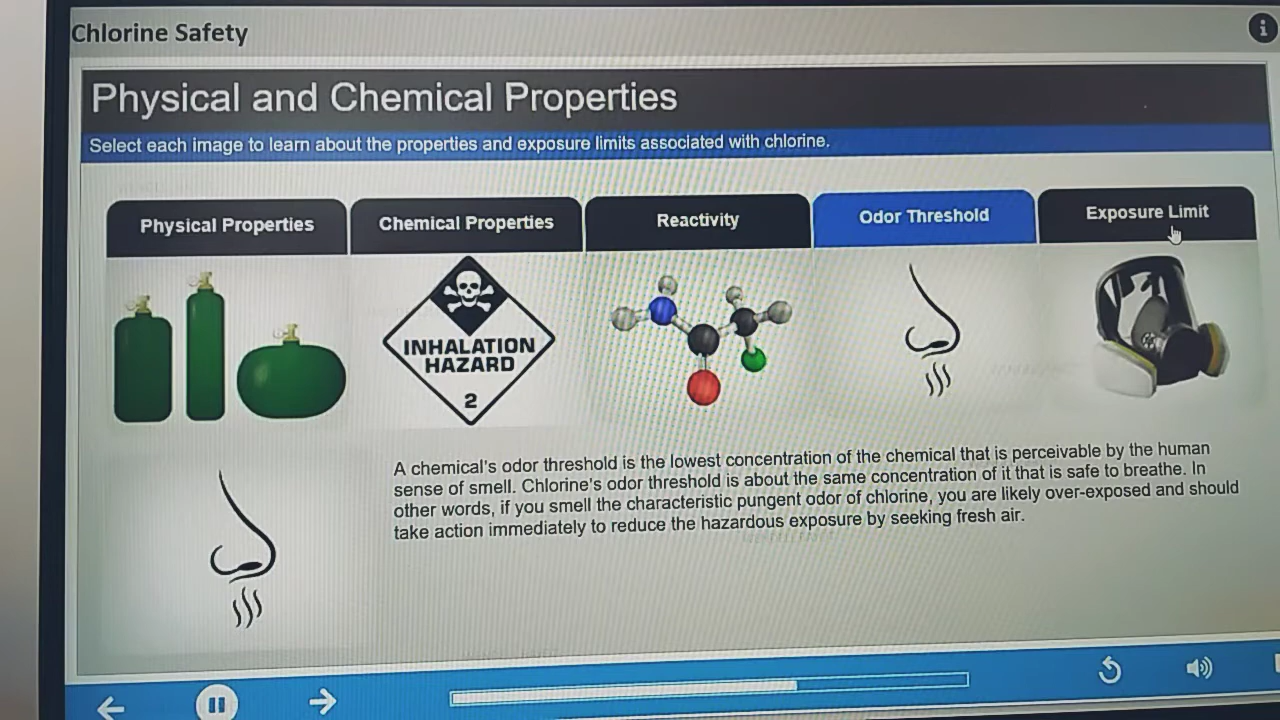 Chlorine Safety
Physical and Chemical Properties
Select each image to learn about the properties and exposure limits associated with chlorine.
Physical Properties
Chemical Properties
Reactivity
Odor Threshold
Exposure Limit
INHALATION
HAZARD
2
A chemical's odor threshold is the lowest concentration of the chemical that is perceivable by the human
sense of smell. Chlorine's odor threshold is about the same concentration of it that is safe to breathe. In
other words, if you smell the characteristic pungent odor of chlorine, you are likely over-exposed and should
take action immediately to reduce the hazardous exposure by seeking fresh air.